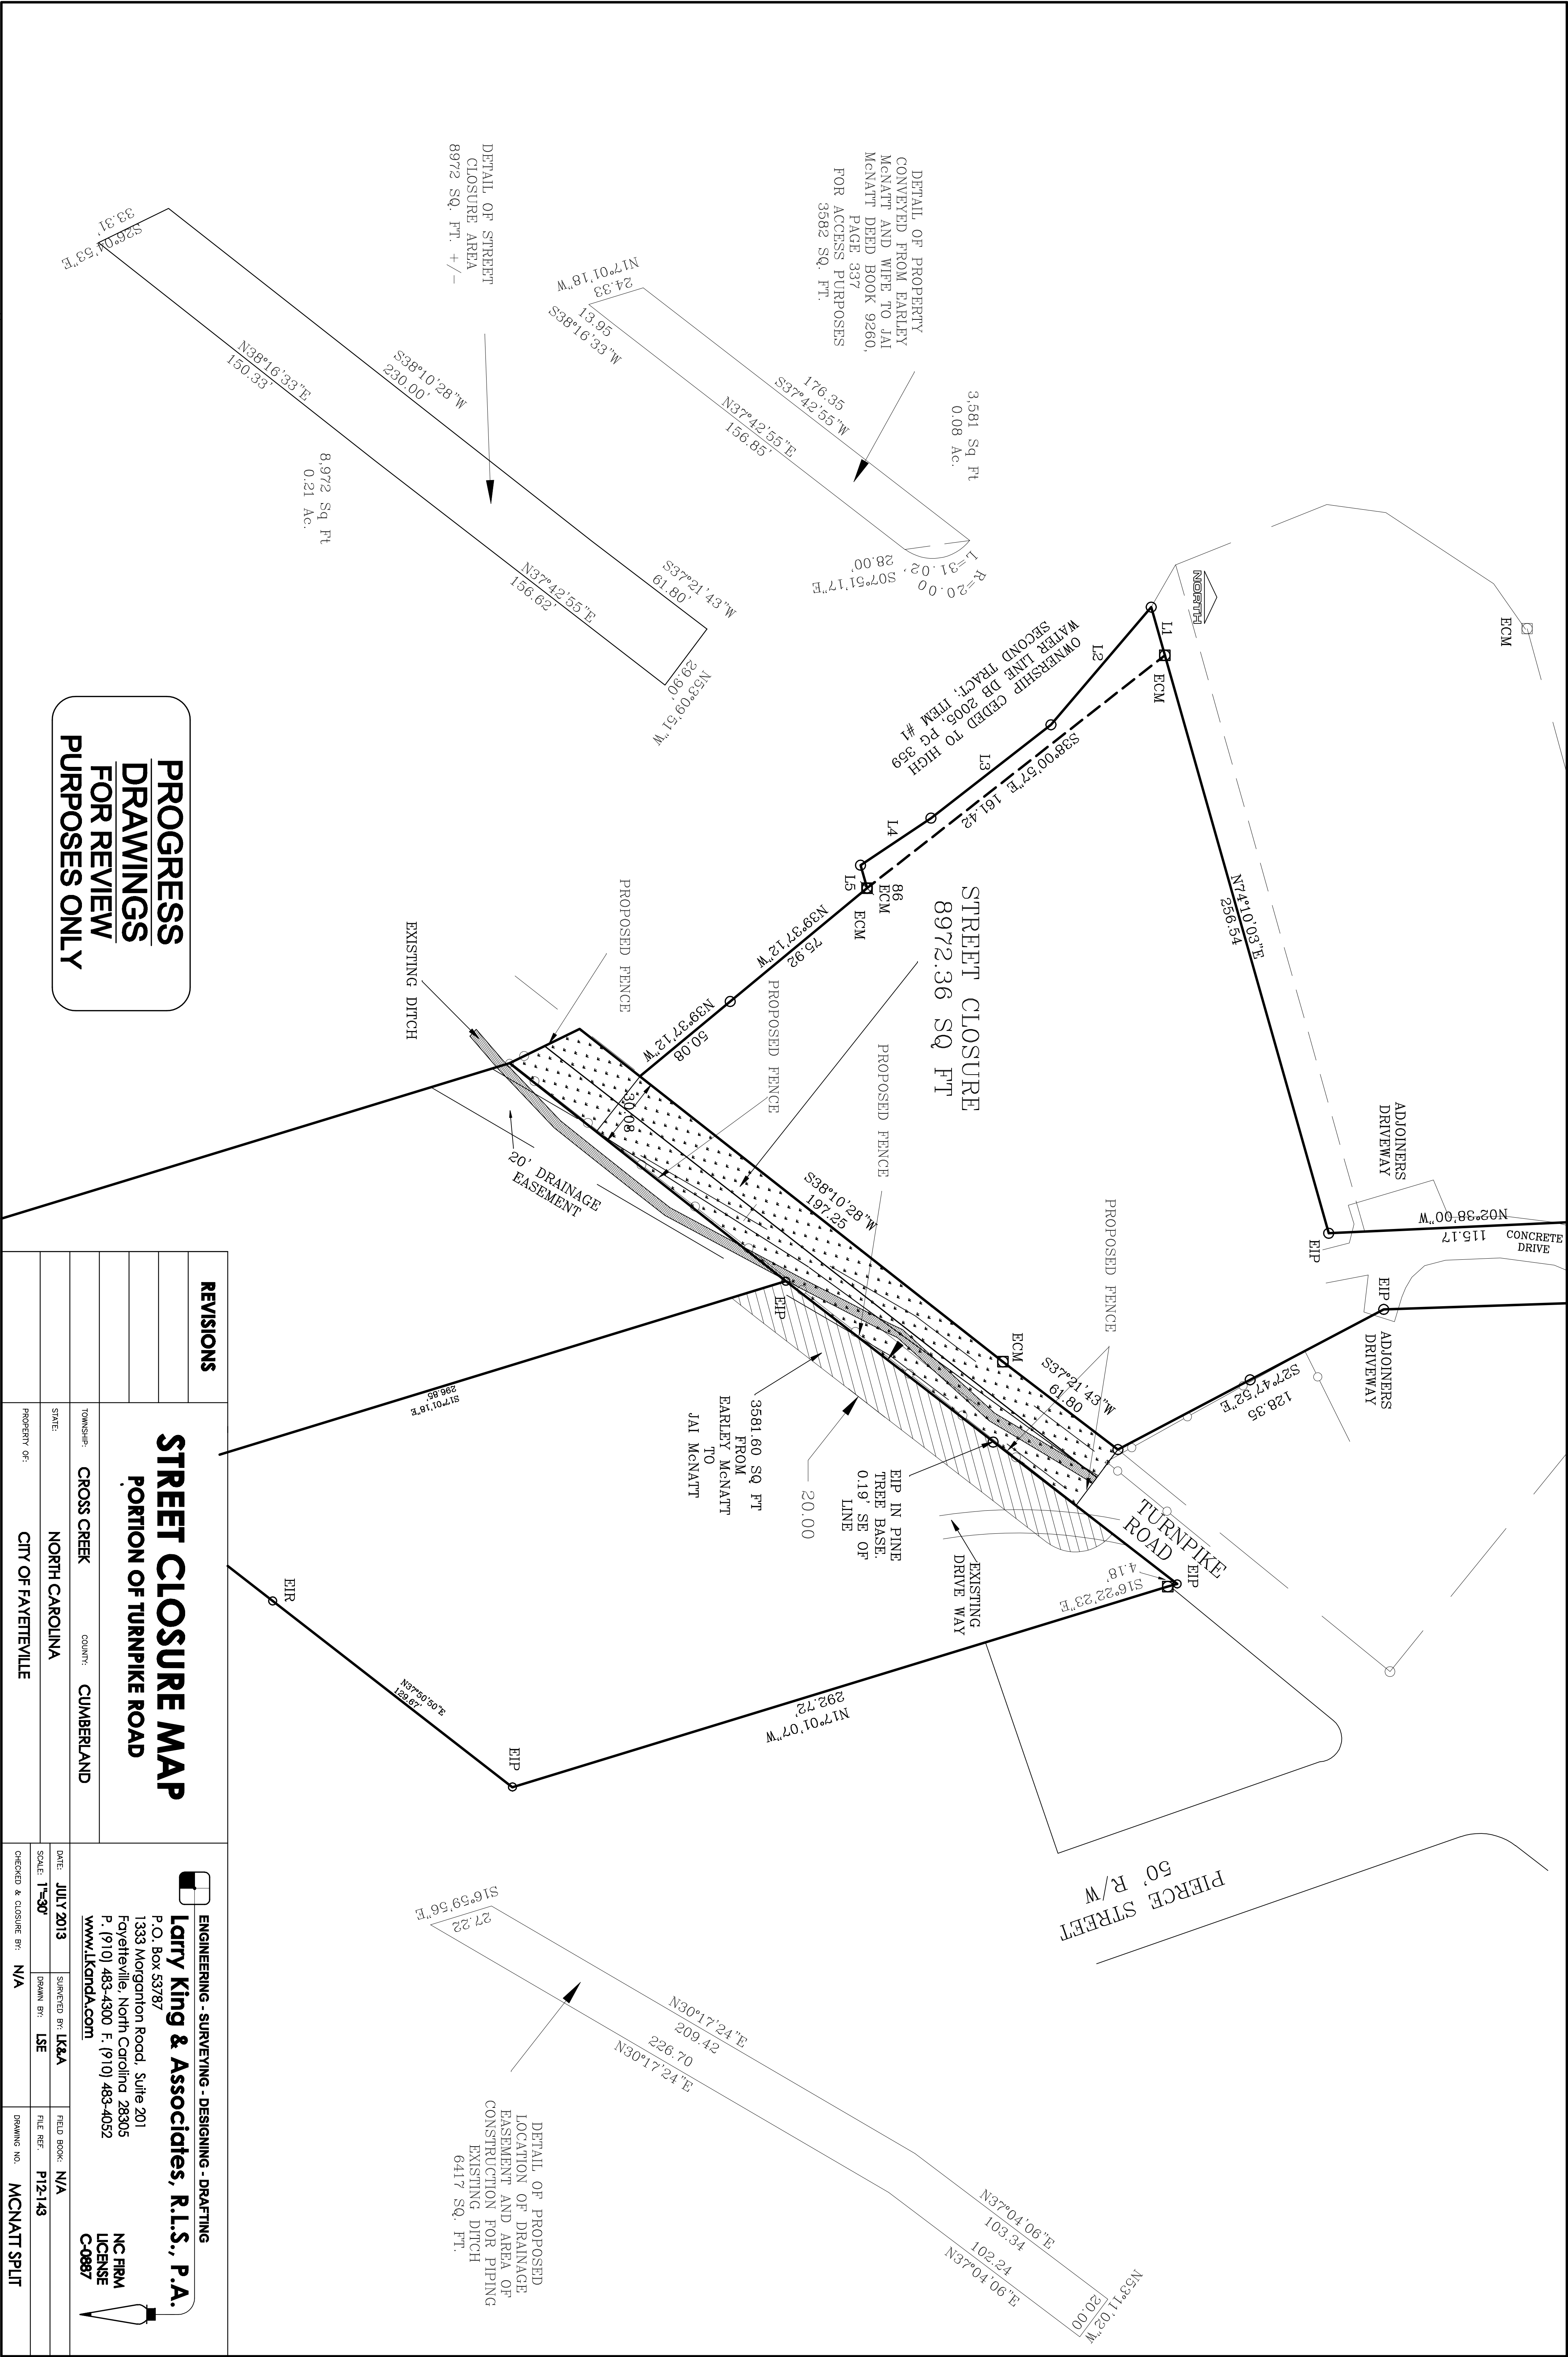 DETAIL OF STREET
CLOSURE AREA
8972 SQ. FT. +/-
33.31'
S26°04'53"E
N38°16'33"E
150.33'
S38°10'28"W
230.00'
8,972 Sq Ft
0.21 Ac.
N37°42'55"E
156.62'
S37°21'43"W
61.80'
N53°09'51"W
29.90'
DETAIL OF PROPERTY
CONVEYED FROM EARLEY
McNATT AND WIFE TO JAI
McNATT DEED BOOK 9260,
PAGE 337
FOR ACCESS PURPOSES
3582 SQ. FT.
N17°01'18"W
24.33
13.95
S38°16'33"W
176.35
S37°42'55"W
N37°42'55"E
156.85'
3,581 Sq Ft
0.08 Ac.
S07°51'17"E
28.00'
L=31.02'
R=20.00
NORTH
ECM
L1
ECM
L2
L3
L4
L5
OWNERSHIP CEDED TO HIGH
WATER LINE DB 2005, PG 359
SECOND TRACT, ITEM #1
S38°00'57"E 161.42
86
ECM
ECM
N74°10'03"E
256.54
N39°37'12"W
75.92
N39°37'12"W
50.08
STREET CLOSURE
8972.36 SQ FT
PROPOSED FENCE
PROPOSED FENCE
PROPOSED FENCE
PROPOSED FENCE
EXISTING DITCH
30.08
20' DRAINAGE
EASEMENT
S38°10'28"W
197.25
ADJOINERS
DRIVEWAY
N02°38'00"W
115.17
CONCRETE
DRIVE
EIP
EIP
ADJOINERS
DRIVEWAY
S27°47'52"E
128.35
ECM
S37°21'43"W
61.80
EIP
S17°01'18"E
296.85'
3581.60 SQ FT
FROM
EARLEY McNATT
TO
JAI McNATT
20.00
EIP IN PINE
TREE BASE.
0.19' SE OF
LINE
TURNPIKE
ROAD
EXISTING
DRIVE WAY
EIP
4.18'
S16°22'23"E
EIR
N37°50'50"E
129.67'
EIP
N17°01'07"W
292.72'
PIERCE STREET
50' R/W
S16°59'56"E
27.22
N30°17'24"E
209.42
226.70
N30°17'24"E
N37°04'06"E
103.34
102.24
N37°04'06"E
N53°11'02"W
20.00
DETAIL OF PROPOSED
LOCATION OF DRAINAGE
EASEMENT AND AREA OF
CONSTRUCTION FOR PIPING
EXISTING DITCH
6417 SQ. FT.
PROGRESS
DRAWINGS
FOR REVIEW
PURPOSES ONLY
REVISIONS
STREET CLOSURE MAP
PORTION OF TURNPIKE ROAD
TOWNSHIP: CROSS CREEK COUNTY: CUMBERLAND
STATE: NORTH CAROLINA
PROPERTY OF: CITY OF FAYETTEVILLE
ENGINEERING - SURVEYING - DESIGNING - DRAFTING
Larry King & Associates, R.L.S., P.A.
P.O. Box 53787
1333 Morganton Road, Suite 201
Fayetteville, North Carolina 28305
P. (910) 483-4300 F. (910) 483-4052
www.LKandA.com
NC FIRM
LICENSE
C-0887
DATE: JULY 2013 SURVEYED BY: LK&A FIELD BOOK: N/A
SCALE: 1"=30' DRAWN BY: LSE FILE REF. P12-143
CHECKED & CLOSURE BY: N/A DRAWING NO. MCNATT SPLIT